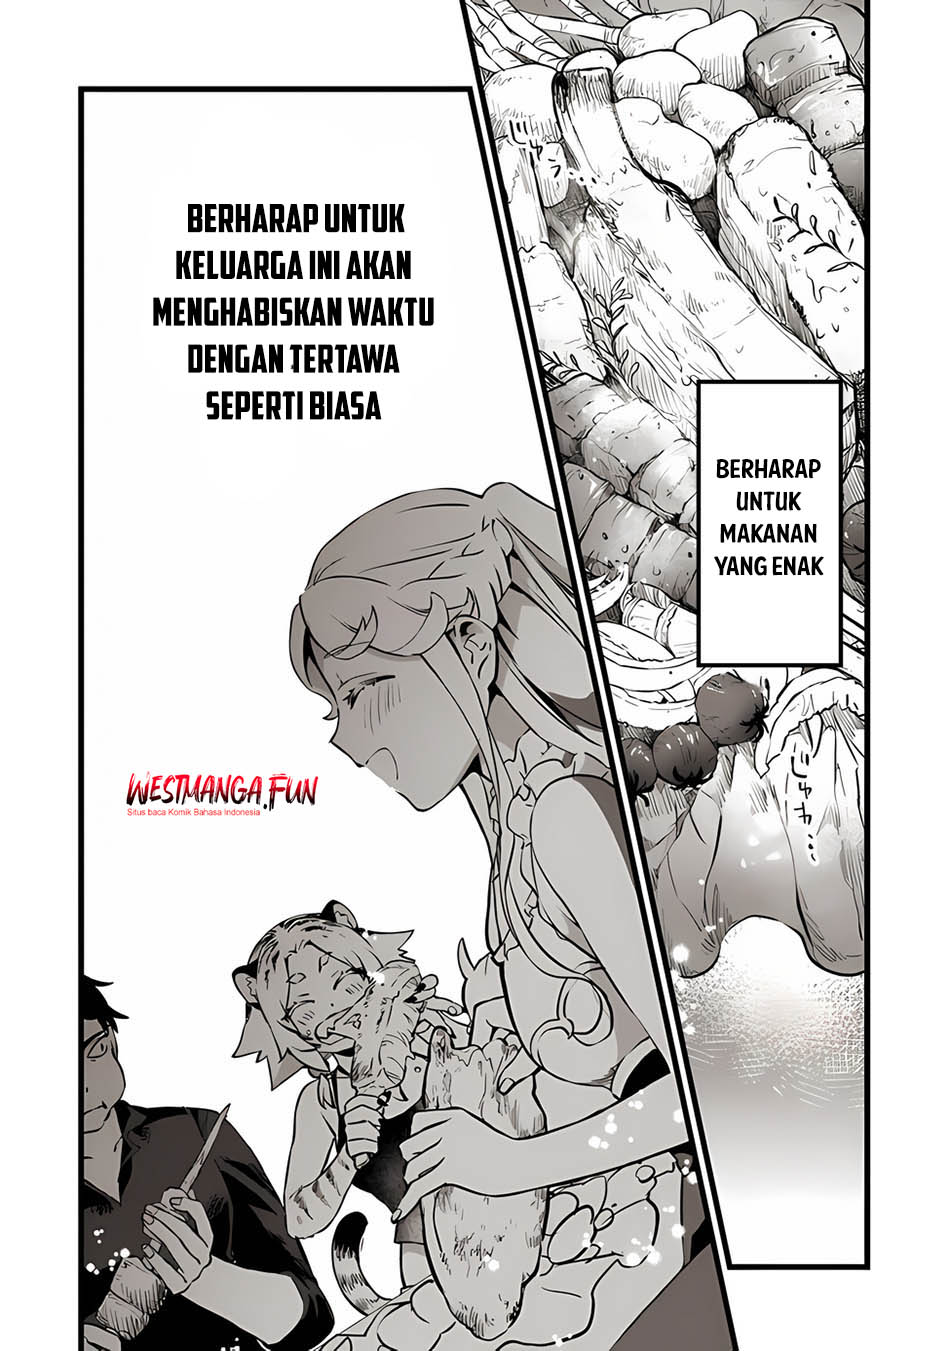 BERHARAP
UNTUK
MAKANAN
YANG ENAK
BERHARAP UNTUK
KELUARGA INI AKAN
MENGHABISKAN WAKTU
DENGAN TERTAWA
SEPERTI BIASA
WESTMANGA.FUN
Situs baca Komik Bahasa Indonesia